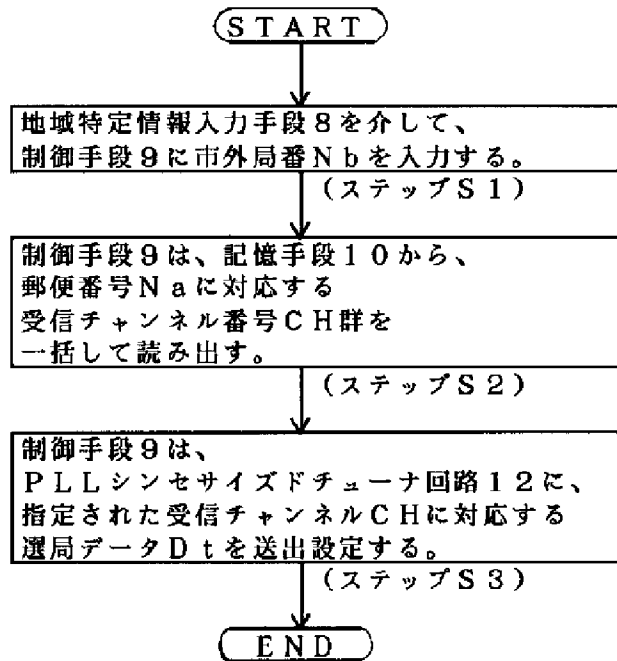 START
地域特定情報入力手段8を介して、
制御手段9に市外局番Nbを入力する。
(ステップS1)
制御手段9は、記憶手段10から、
郵便番号Naに対応する
受信チャンネル番号CH群を
一括して読み出す。
(ステップS2)
制御手段9は、
PLLシンセサイズドチューナ回路12に、
指定された受信チャンネルCHに対応する
選局データDtを送出設定する。
(ステップS3)
END